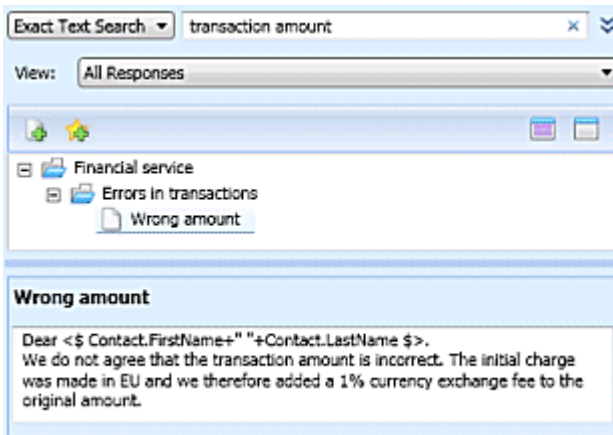 Exact Text Search transaction amount
View: All Responses
Financial service
Errors in transactions
Wrong amount
Wrong amount
Dear <$ Contact.FirstName+" "+Contact.LastName $>.
We do not agree that the transaction amount is incorrect. The initial charge
was made in EU and we therefore added a 1% currency exchange fee to the
original amount.